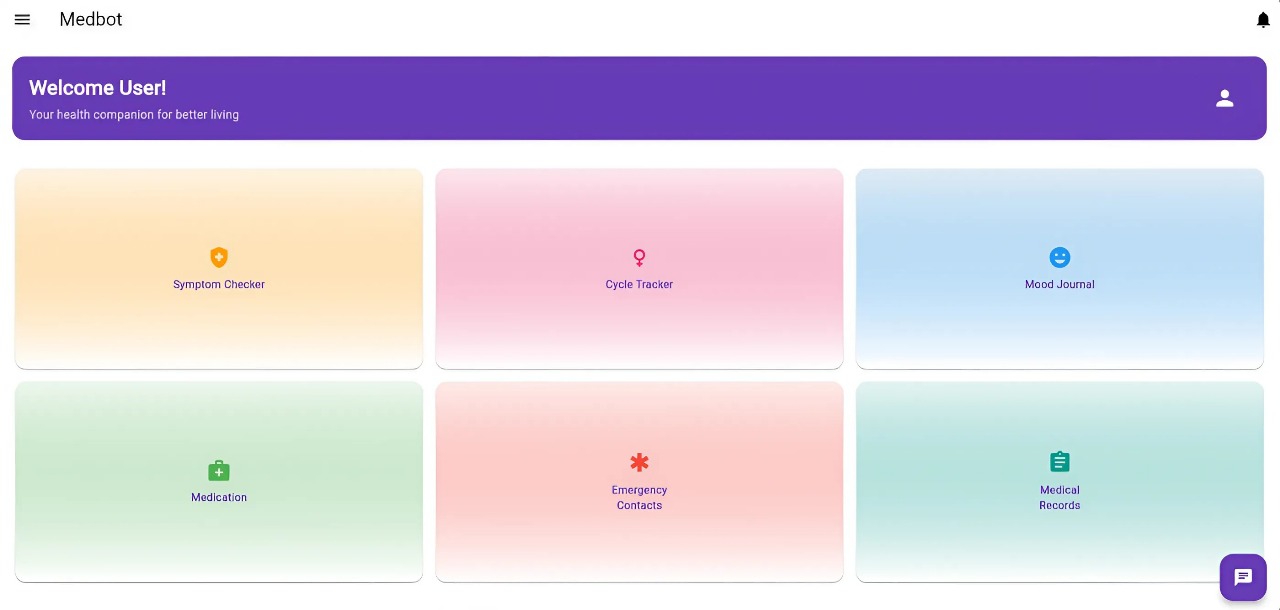 Medbot
Welcome User!
Your health companion for better living
Symptom Checker
Cycle Tracker
Mood Journal
Medication
Emergency
Contacts
Medical
Records